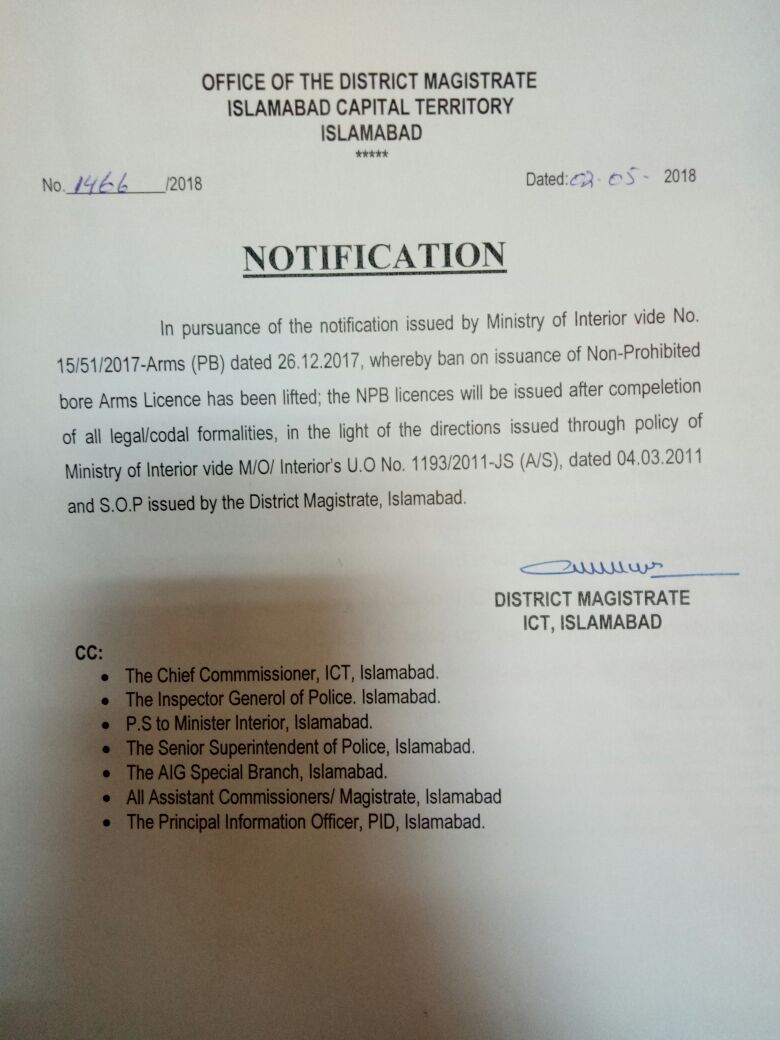 OFFICE OF THE DISTRICT MAGISTRATE
ISLAMABAD CAPITAL TERRITORY
ISLAMABAD
*****
No. 1466 /2018 Dated: 02-05- 2018
NOTIFICATION
In pursuance of the notification issued by Ministry of Interior vide No.
15/51/2017-Arms (PB) dated 26.12.2017, whereby ban on issuance of Non-Prohibited
bore Arms Licence has been lifted; the NPB licences will be issued after compeletion
of all legal/codal formalities, in the light of the directions issued through policy of
Ministry of Interior vide M/O/ Interior's U.O No. 1193/2011-JS (A/S), dated 04.03.2011
and S.O.P issued by the District Magistrate, Islamabad.
DISTRICT MAGISTRATE
ICT, ISLAMABAD
CC:
• The Chief Commmissioner, ICT, Islamabad.
• The Inspector Generol of Police. Islamabad.
• P.S to Minister Interior, Islamabad.
• The Senior Superintendent of Police, Islamabad.
• The AIG Special Branch, Islamabad.
• All Assistant Commissioners/ Magistrate, Islamabad
• The Principal Information Officer, PID, Islamabad.